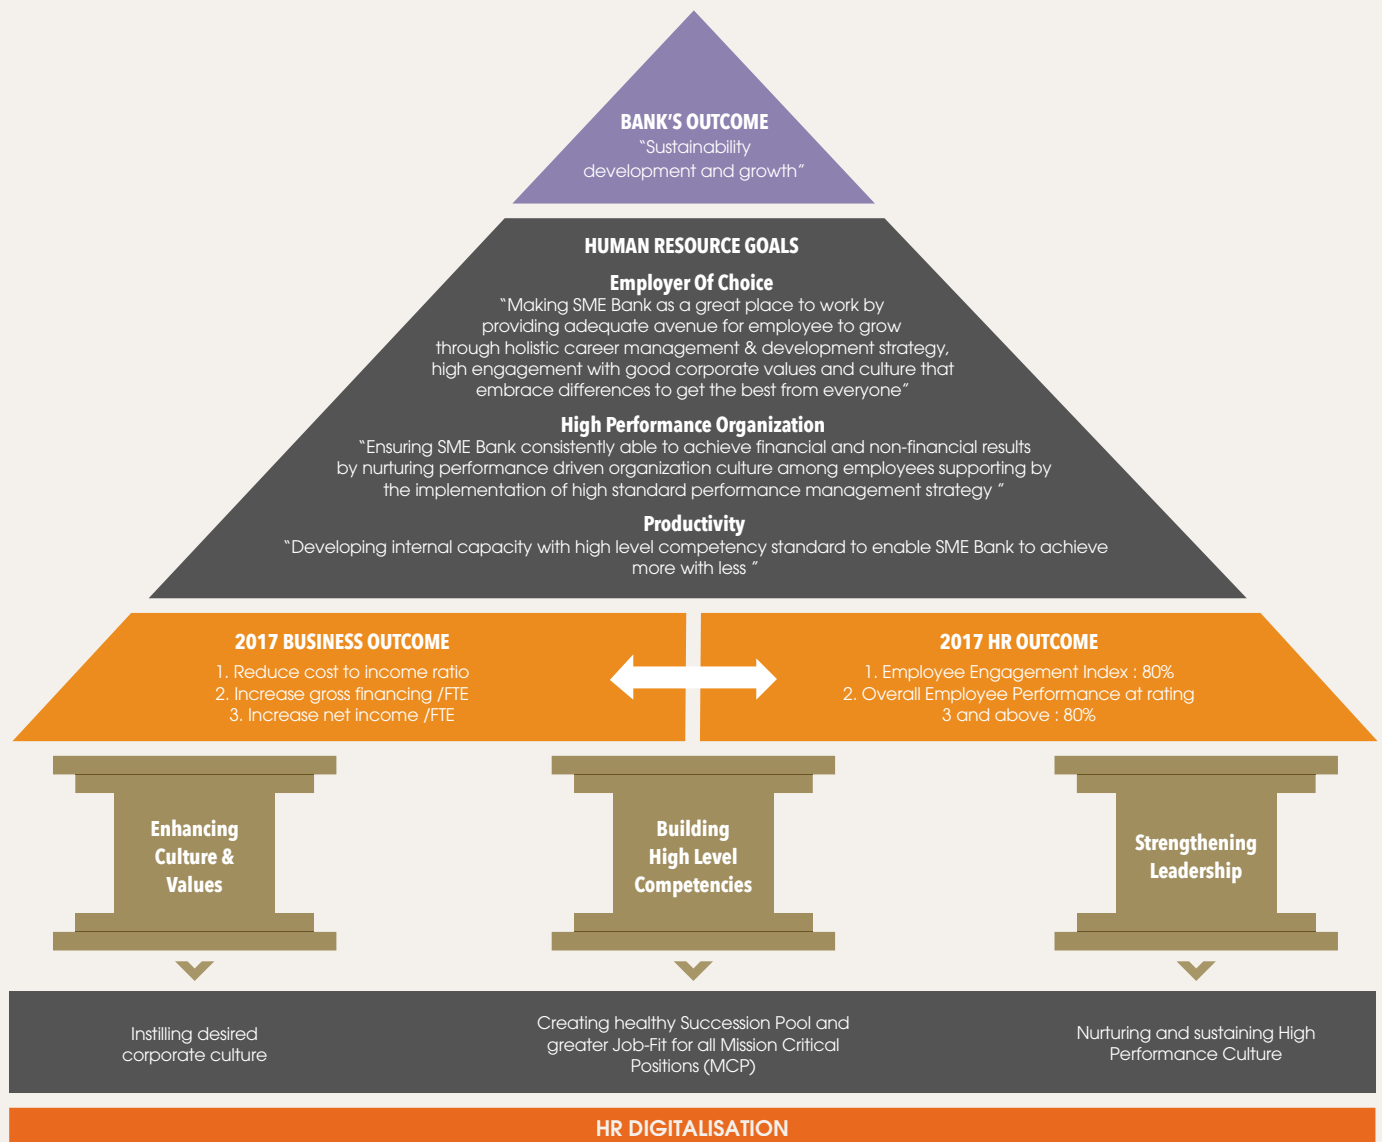 BANK'S OUTCOME
“Sustainability
development and growth”
HUMAN RESOURCE GOALS
Employer Of Choice
“Making SME Bank as a great place to work by
providing adequate avenue for employee to grow
through holistic career management & development strategy,
high engagement with good corporate values and culture that
embrace differences to get the best from everyone”
High Performance Organization
“Ensuring SME Bank consistently able to achieve financial and non-financial results
by nurturing performance driven organization culture among employees supporting by
the implementation of high standard performance management strategy ”
Productivity
“Developing internal capacity with high level competency standard to enable SME Bank to achieve
more with less ”
2017 BUSINESS OUTCOME
1. Reduce cost to income ratio
2. Increase gross financing /FTE
3. Increase net income /FTE
2017 HR OUTCOME
1. Employee Engagement Index : 80%
2. Overall Employee Performance at rating
3 and above : 80%
Enhancing
Culture &
Values
Building
High Level
Competencies
Strengthening
Leadership
Instilling desired
corporate culture
Creating healthy Succession Pool and
greater Job-Fit for all Mission Critical
Positions (MCP)
Nurturing and sustaining High
Performance Culture
HR DIGITALISATION